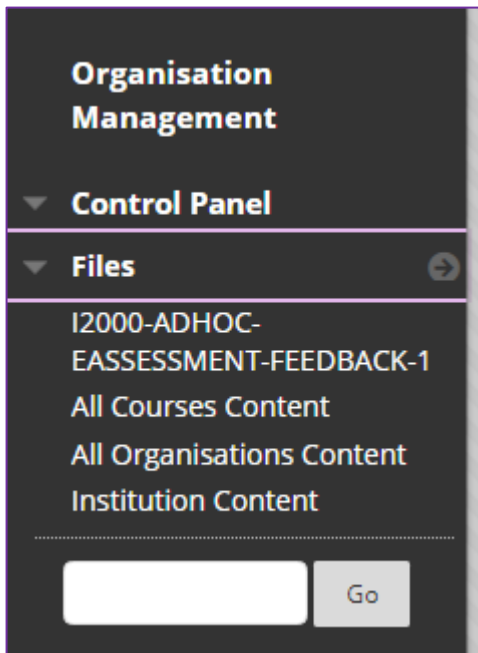 Organisation
Management
Control Panel
Files
I2000-ADHOC-
EASSESSMENT-FEEDBACK-1
All Courses Content
All Organisations Content
Institution Content
Go